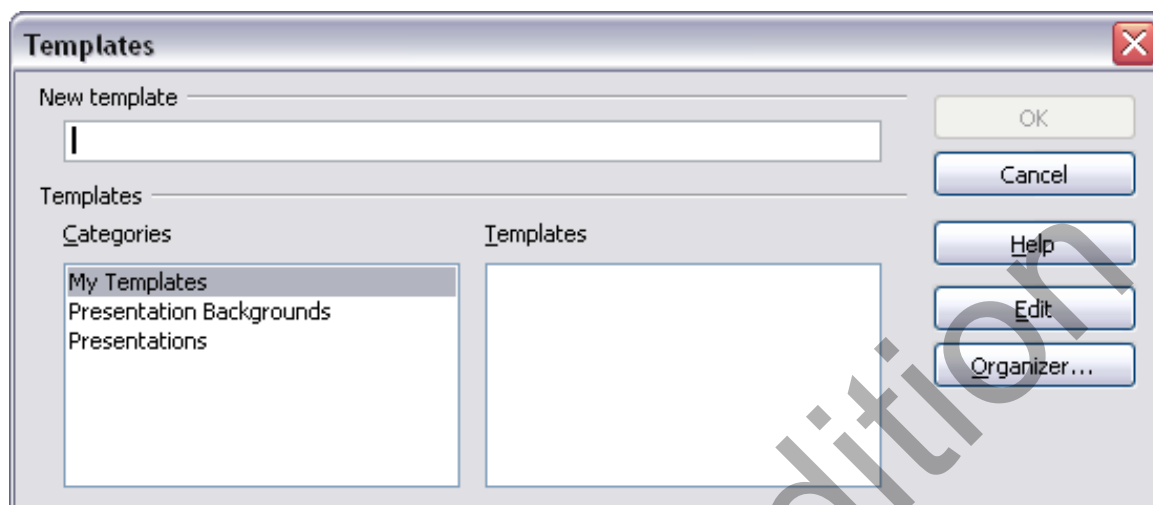 Templates
New template
OK
Cancel
Templates
Categories
Templates
Help
My Templates
Presentation Backgrounds
Presentations
Edit
Organizer...